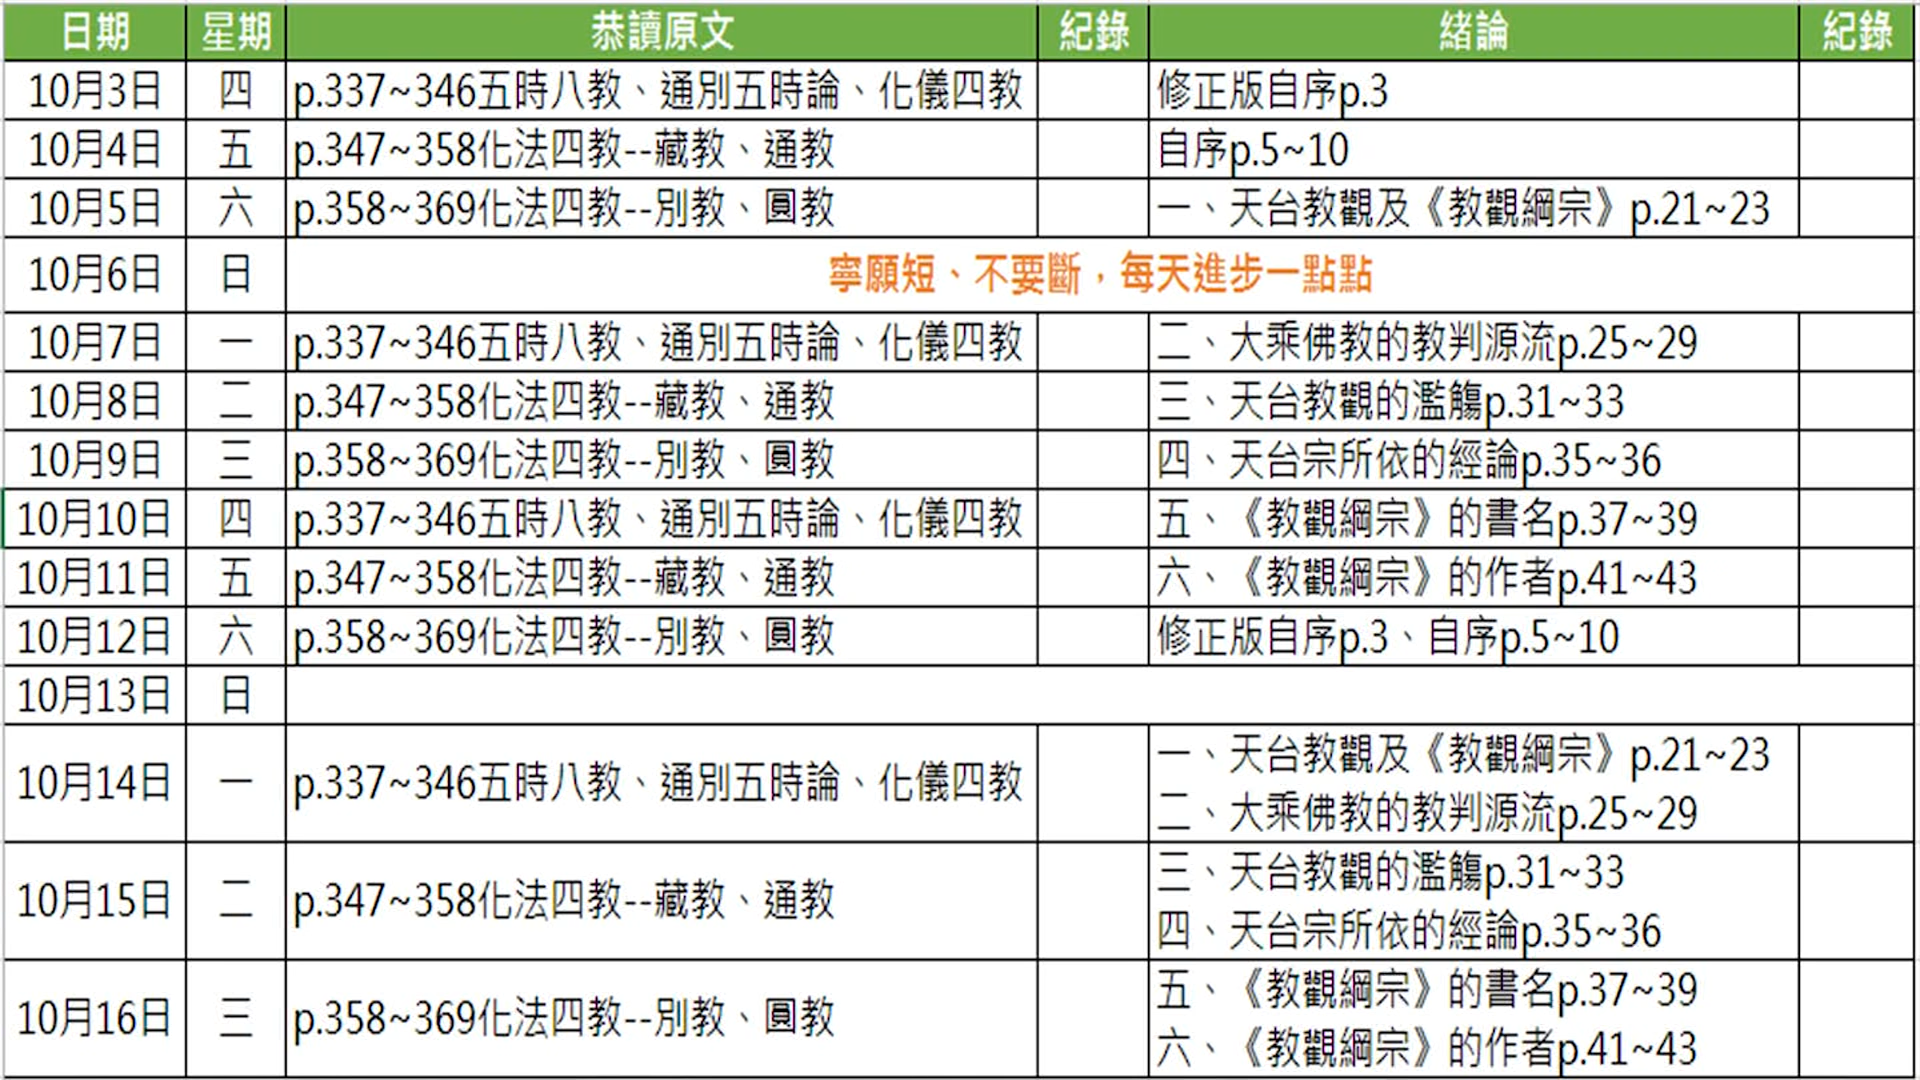 日期 星期 恭讀原文 紀錄 緒論 紀錄
10月3日 四 p.337~346五時八教、通別五時論、化儀四教 修正版自序p.3
10月4日 五 p.347~358化法四教--藏教、通教 自序p.5~10
10月5日 六 p.358~369化法四教--別教、圓教 一、天台教觀及《教觀綱宗》p.21~23
10月6日 日 寧願短、不要斷，每天進步一點點
10月7日 一 p.337~346五時八教、通別五時論、化儀四教 二、大乘佛教的教判源流p.25~29
10月8日 二 p.347~358化法四教--藏教、通教 三、天台教觀的濫觴p.31~33
10月9日 三 p.358~369化法四教--別教、圓教 四、天台宗所依的經論p.35~36
10月10日 四 p.337~346五時八教、通別五時論、化儀四教 五、《教觀綱宗》的書名p.37~39
10月11日 五 p.347~358化法四教--藏教、通教 六、《教觀綱宗》的作者p.41~43
10月12日 六 p.358~369化法四教--別教、圓教 修正版自序p.3、自序p.5~10
10月13日 日
10月14日 一 p.337~346五時八教、通別五時論、化儀四教 一、天台教觀及《教觀綱宗》p.21~23
二、大乘佛教的教判源流p.25~29
10月15日 二 p.347~358化法四教--藏教、通教 三、天台教觀的濫觴p.31~33
四、天台宗所依的經論p.35~36
10月16日 三 p.358~369化法四教--別教、圓教 五、《教觀綱宗》的書名p.37~39
六、《教觀綱宗》的作者p.41~43